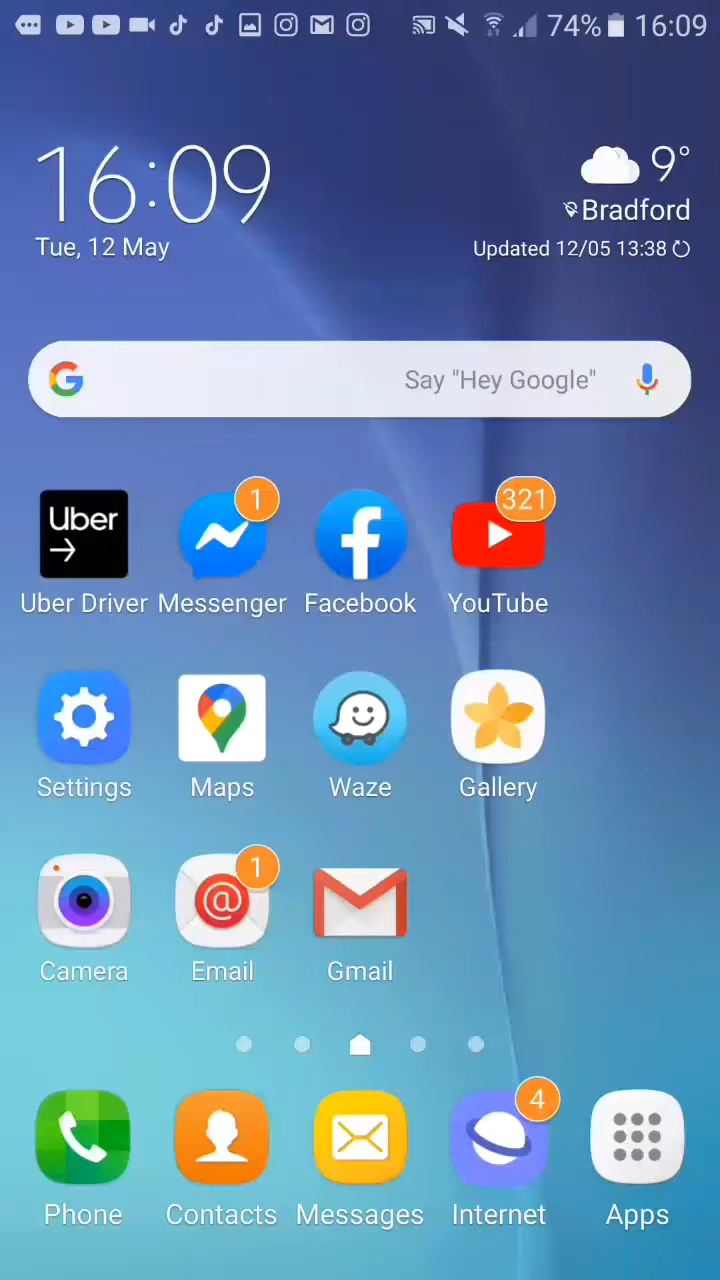 74% 16:09
16:09
9°
Tue, 12 May
Bradford
Updated 12/05 13:38
Say "Hey Google"
Uber
1
321
Uber Driver Messenger Facebook YouTube
Settings Maps Waze Gallery
1
@
Camera Email Gmail
4
Phone Contacts Messages Internet Apps